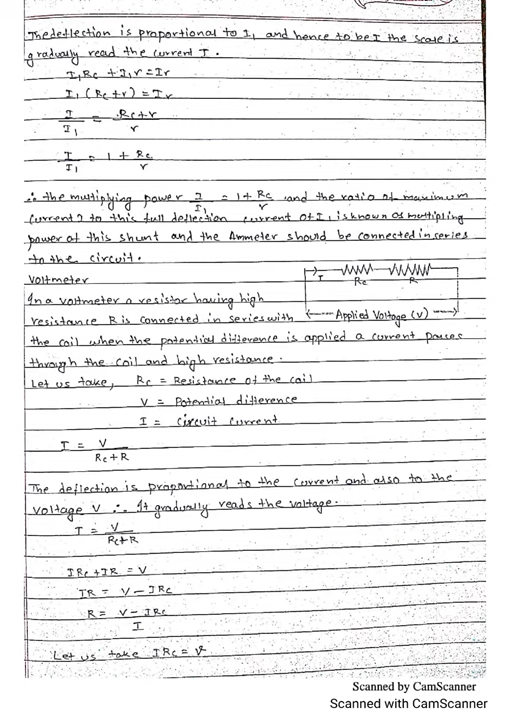 The deflection is proportional to I, and hence to be I the scale is
gradually read the current I.
I₁Rc + I₁r = Ir
I₁(Rc+r) = Ir
I/I₁ = Rc+r/r
I/I₁ = 1 + Rc/r
∴ the multiplying power I/I₁ = 1+ Rc/r and the ratio of maximum
current I to this full deflection current of I, is known as multipling
power of this shunt and the Ammeter should be connected in series
to the circuit.
Voltmeter
I Rc R
In a voltmeter a resistor having high
resistance R is connected in series with
Applied Voltage (V)
the coil when the potential difference is applied a current passes
through the coil and high resistance.
Let us take, Rc = Resistance of the coil
V = Potential difference
I = circuit current
I = V/Rc+R
The deflection is proportional to the current and also to the
voltage V ∴ It gradually reads the voltage.
I = V/Rc+R
IRc+IR = V
IR = V-IRc
R = V-IRc/I
Let us take IRc = v
Scanned by CamScanner
Scanned with CamScanner